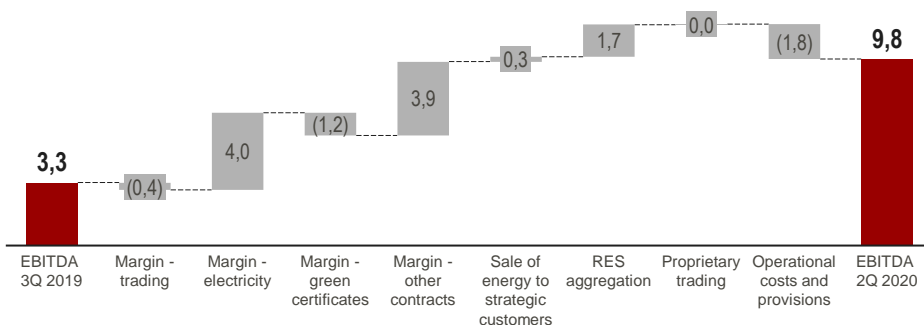 3,3
(0,4)
4,0
(1,2)
3,9
0,3
1,7
0,0
(1,8)
9,8
EBITDA
3Q 2019
Margin -
trading
Margin -
electricity
Margin -
green
certificates
Margin -
other
contracts
Sale of
energy to
strategic
customers
RES
aggregation
Proprietary
trading
Operational
costs and
provisions
EBITDA
2Q 2020